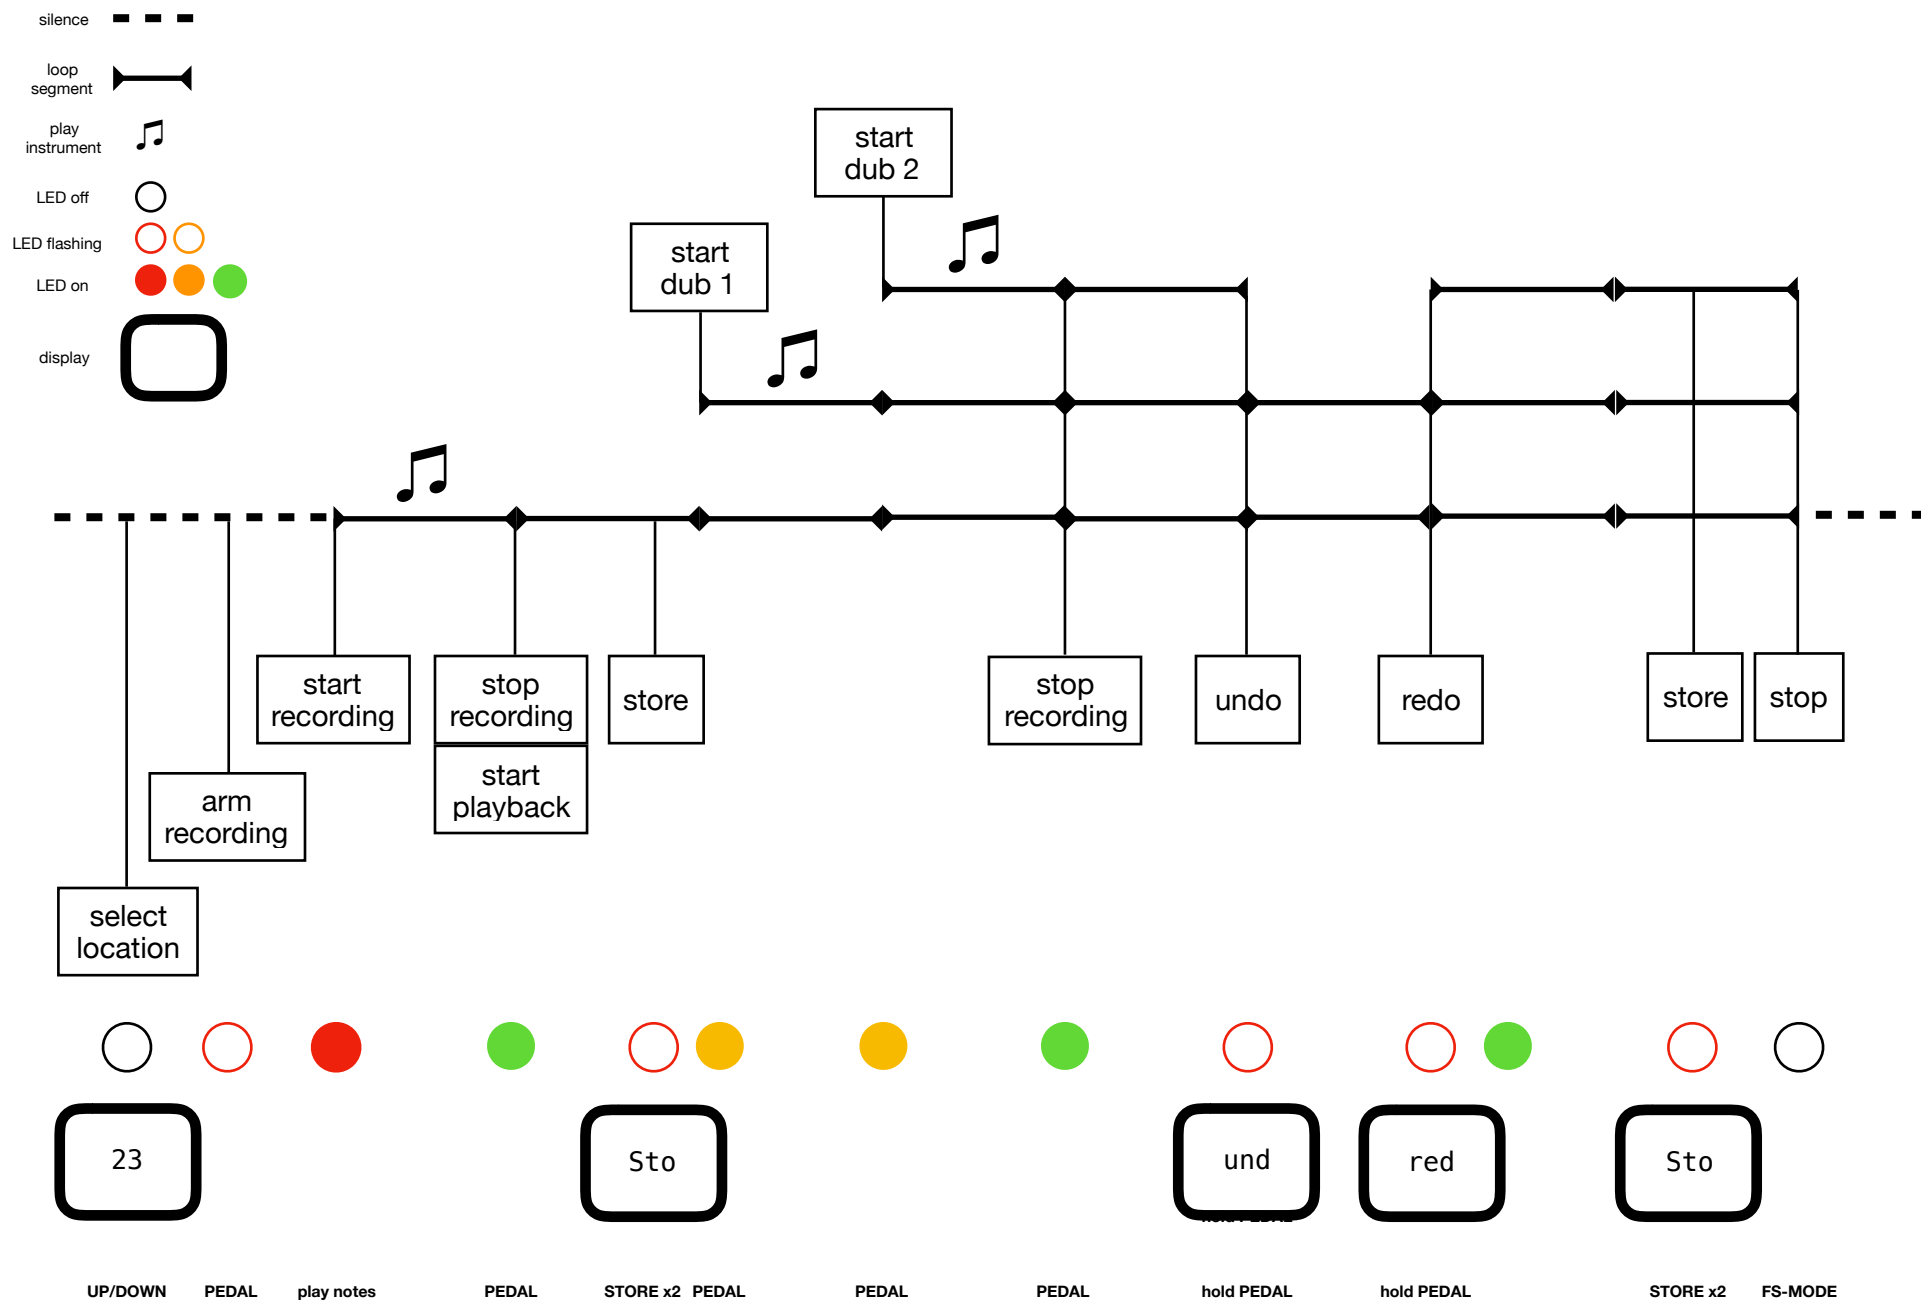 silence
loop
segment
play
instrument
LED off
LED flashing
LED on
display
start
dub 2
start
dub 1
start
recording
stop
recording
start
playback
store
stop
recording
undo
redo
store
stop
arm
recording
select
location
23
Sto
und
red
Sto
hold PEDAL
UP/DOWN
PEDAL
play notes
PEDAL
STORE x2
PEDAL
PEDAL
PEDAL
hold PEDAL
hold PEDAL
STORE x2
FS-MODE